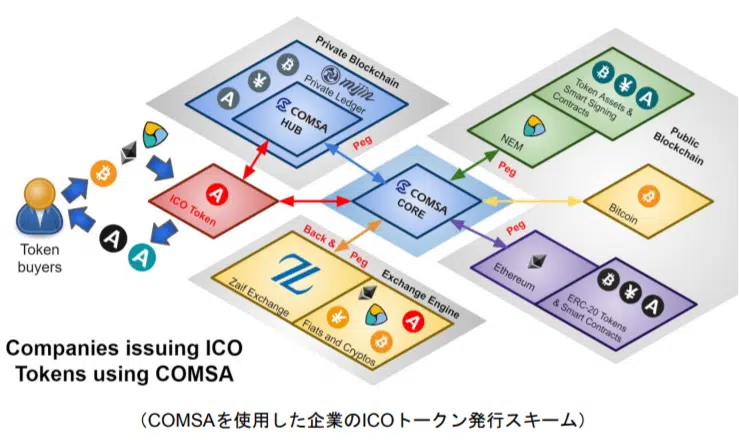 Private Blockchain
mijin
Private Ledger
COMSA
HUB
Peg
Token Assets &
Smart Signing
Contracts
NEM
Peg
Public
Blockchain
A
A
ICO Token
COMSA
CORE
Bitcoin
Token
buyers
A
A
Back &
Peg
Exchange Engine
Zaif Exchange
Fiats and Cryptos
A
Peg
Ethereum
A
ERC-20 Tokens
& Smart Contracts
Companies issuing ICO
Tokens using COMSA
（COMSAを使用した企業のICOトークン発行スキーム）